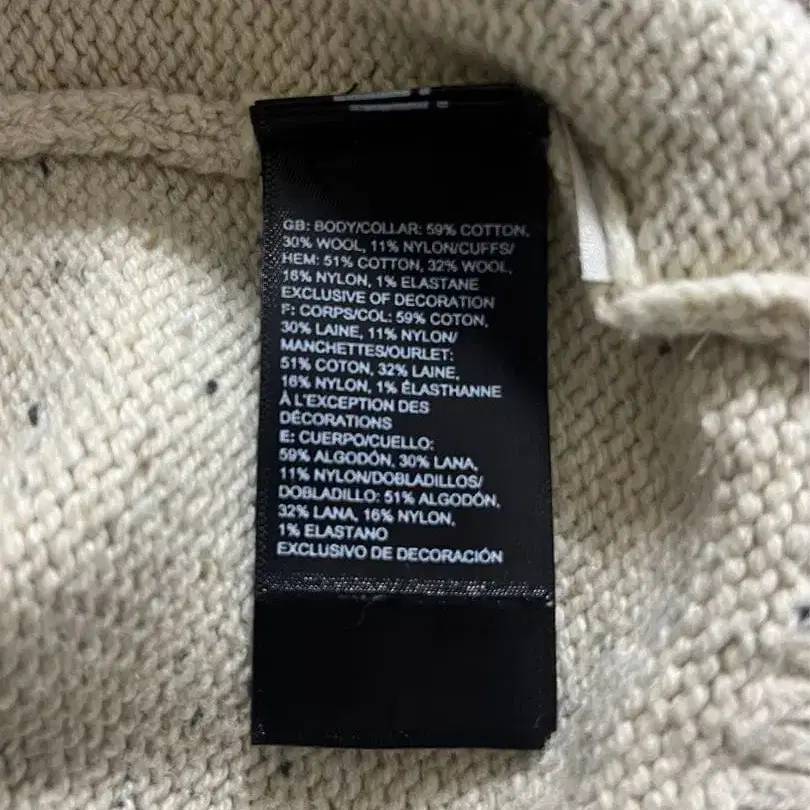 GB: BODY/COLLAR: 59% COTTON,
30% WOOL, 11% NYLON/CUFFS/
HEM: 51% COTTON, 32% WOOL,
16% NYLON, 1% ELASTANE
EXCLUSIVE OF DECORATION
F: CORPS/COL: 59% COTON,
30% LAINE, 11% NYLON/
MANCHETTES/OURLET:
51% COTON, 32% LAINE,
16% NYLON, 1% ÉLASTHANNE
À L'EXCEPTION DES
DÉCORATIONS
E: CUERPO/CUELLO:
59% ALGODÓN, 30% LANA,
11% NYLON/DOBLADILLOS/
DOBLADILLO: 51% ALGODÓN,
32% LANA, 16% NYLON,
1% ELASTANO
EXCLUSIVO DE DECORACIÓN